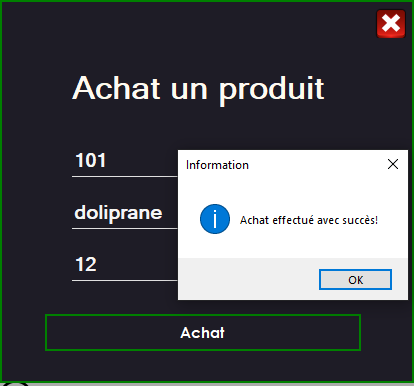 Achat un produit
101
Information
doliprane
Achat effectué avec succès!
12
OK
Achat